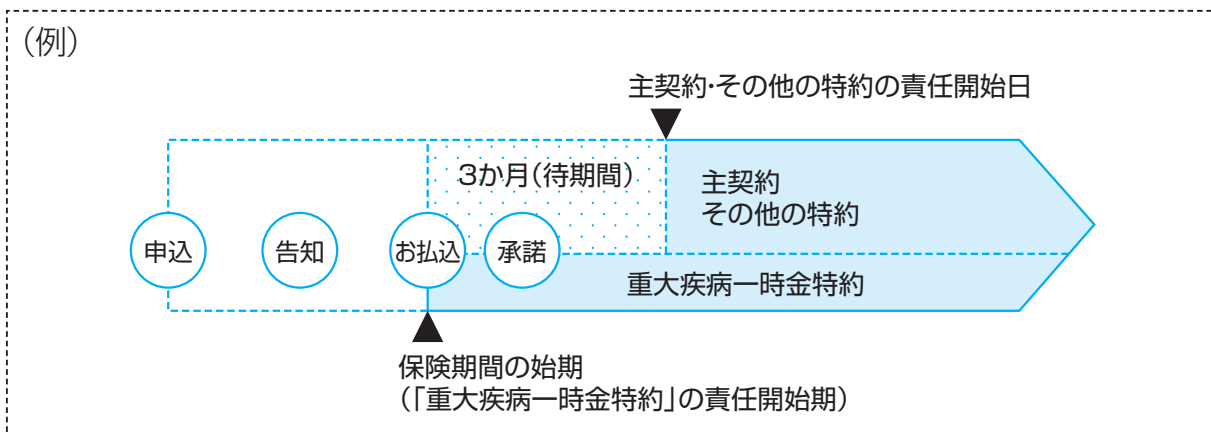 （例）
主契約・その他の特約の責任開始日
3か月（待期間）
主契約
その他の特約
申込
告知
お払込
承諾
重大疾病一時金特約
保険期間の始期
（「重大疾病一時金特約」の責任開始期）